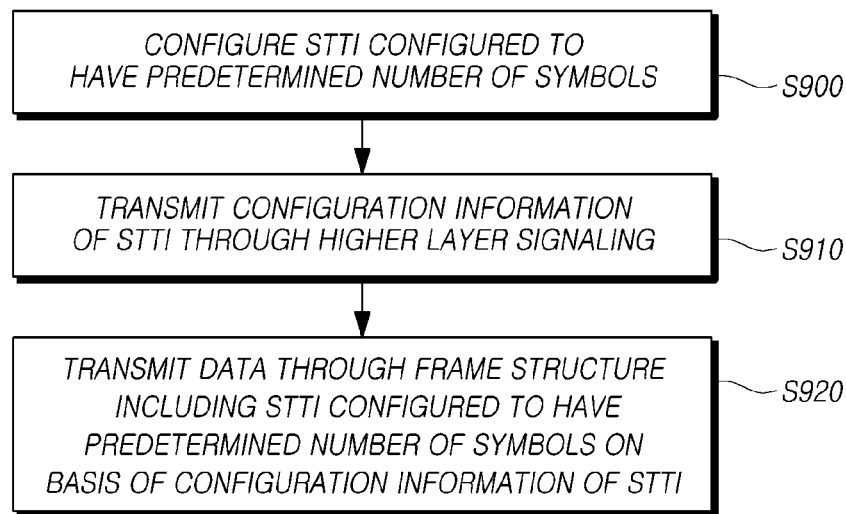 CONFIGURE STTI CONFIGURED TO
HAVE PREDETERMINED NUMBER OF SYMBOLS
S900
TRANSMIT CONFIGURATION INFORMATION
OF STTI THROUGH HIGHER LAYER SIGNALING
S910
TRANSMIT DATA THROUGH FRAME STRUCTURE
INCLUDING STTI CONFIGURED TO HAVE
PREDETERMINED NUMBER OF SYMBOLS ON
BASIS OF CONFIGURATION INFORMATION OF STTI
S920